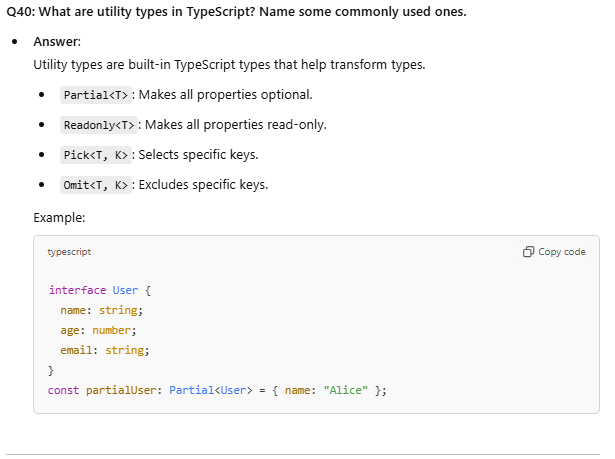 Q40: What are utility types in TypeScript? Name some commonly used ones.
• Answer:
Utility types are built-in TypeScript types that help transform types.
• Partial<T>: Makes all properties optional.
• Readonly<T>: Makes all properties read-only.
• Pick<T, K>: Selects specific keys.
• Omit<T, K>: Excludes specific keys.
Example:
typescript Copy code
interface User {
  name: string;
  age: number;
  email: string;
}
const partialUser: Partial<User> = { name: "Alice" };